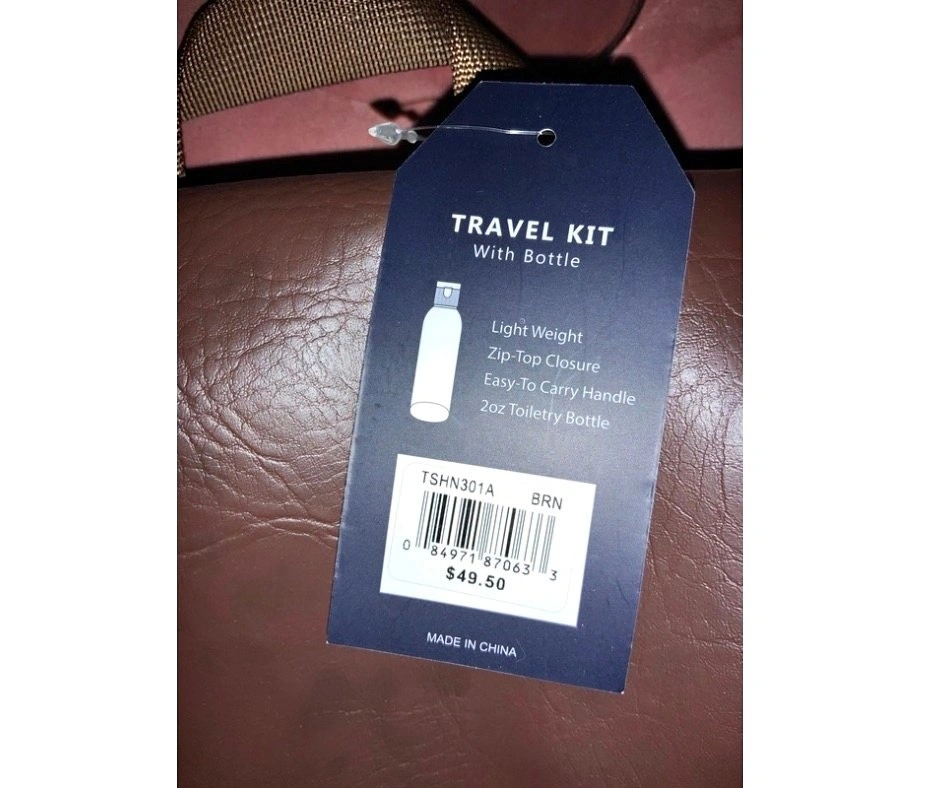 TRAVEL KIT
With Bottle
Light Weight
Zip-Top Closure
Easy-To Carry Handle
2oz Toiletry Bottle
TSHN301A BRN
0 84971 87063 3
$49.50
MADE IN CHINA